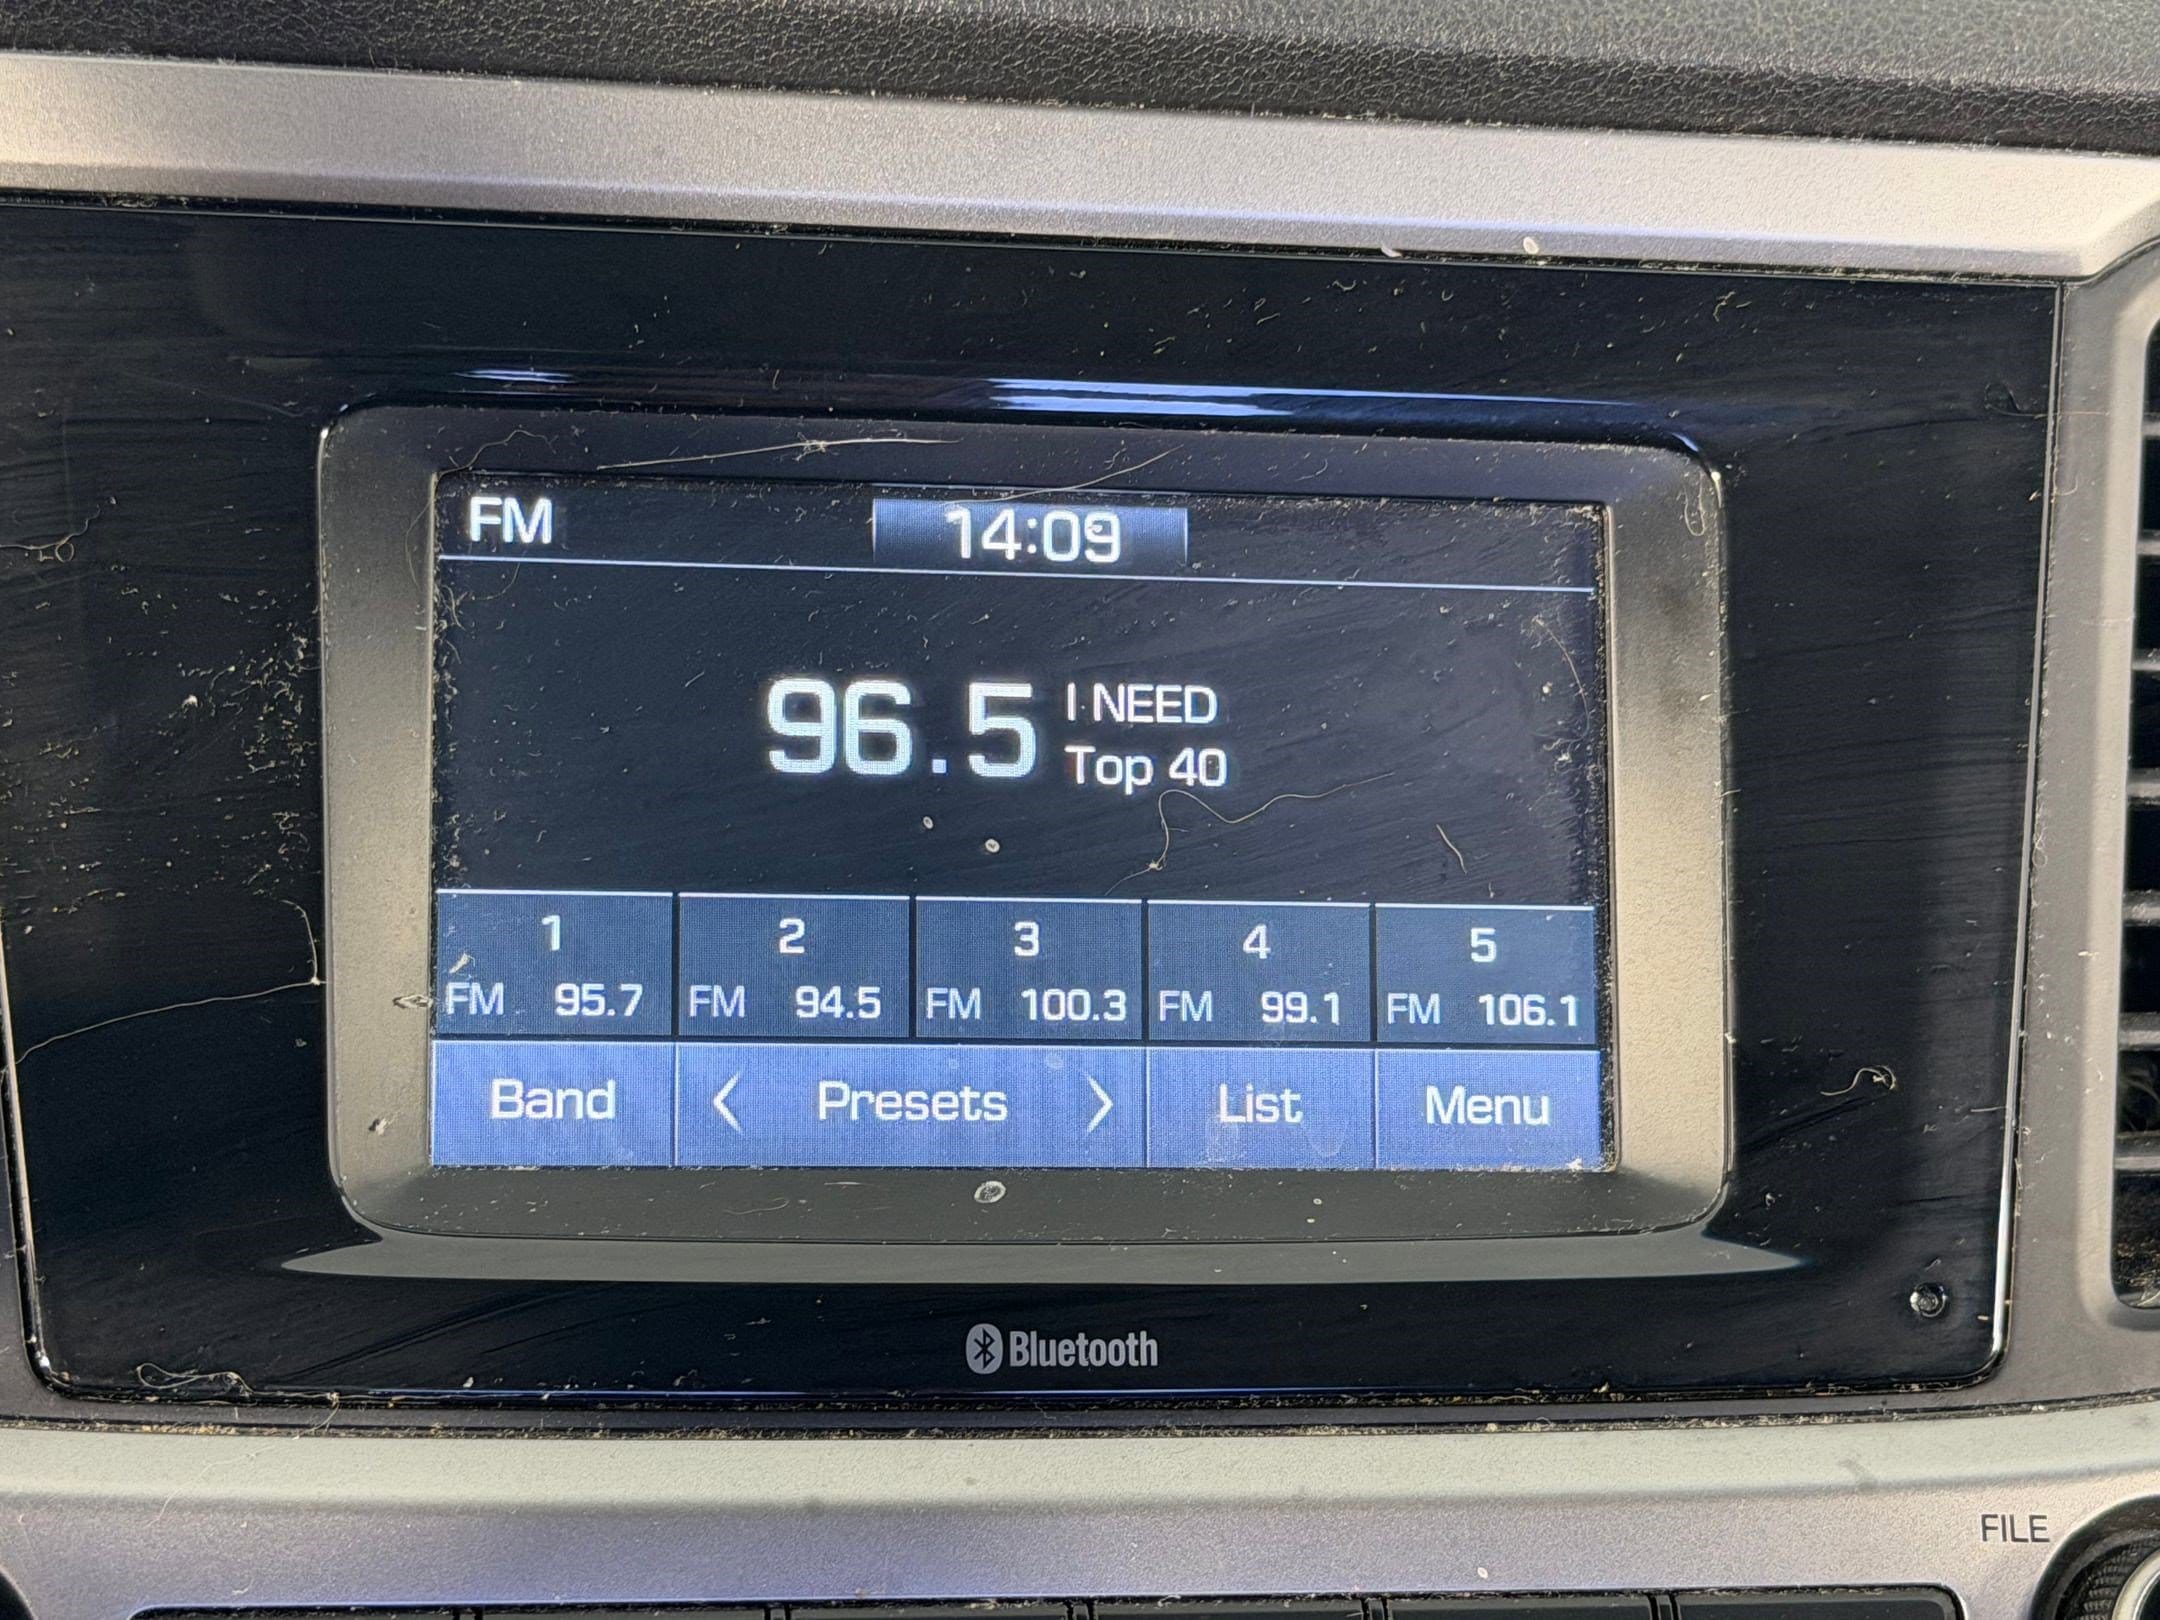 FM 14:09
96.5 I NEED
Top 40
1 2 3 4 5
FM 95.7 FM 94.5 FM 100.3 FM 99.1 FM 106.1
Band < Presets > List Menu
Bluetooth
FILE